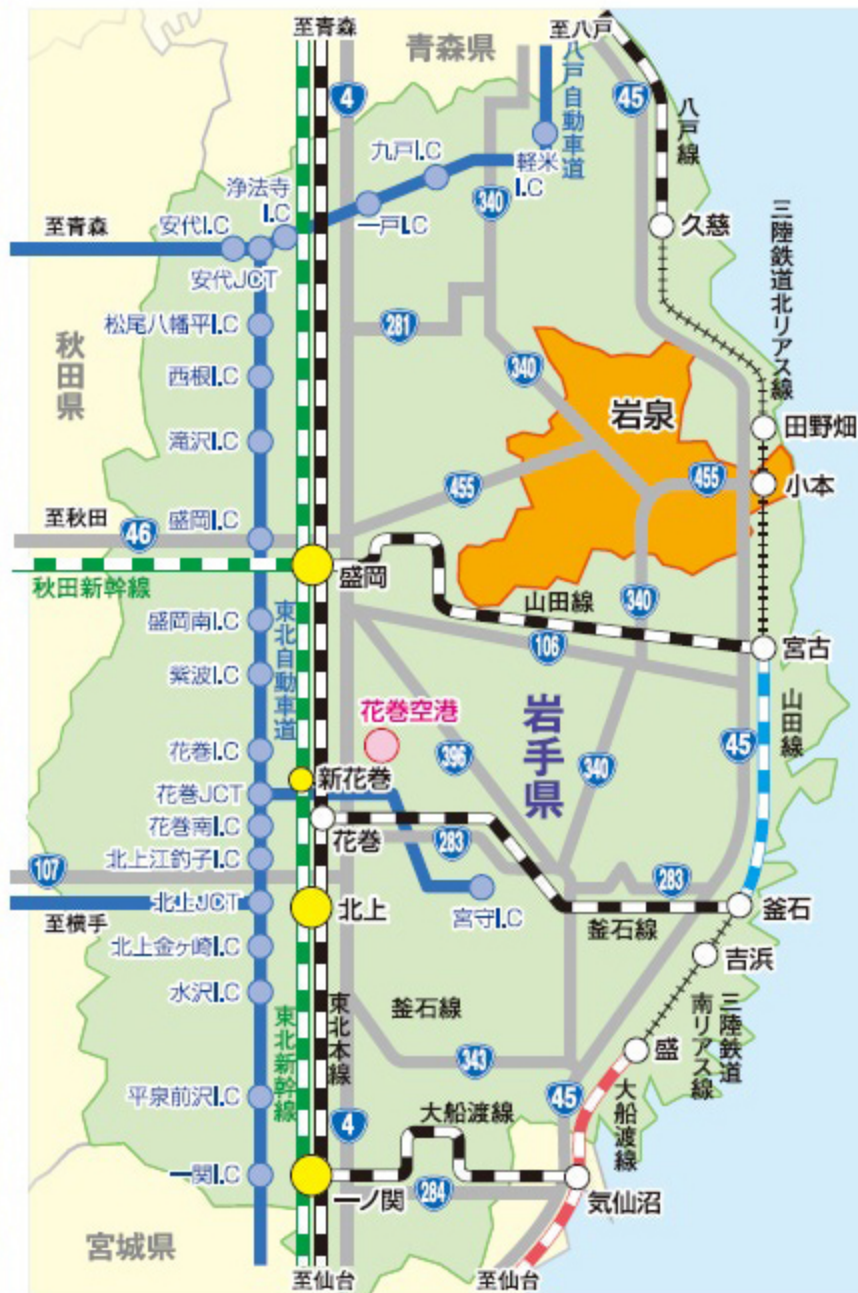 至青森
至八戸
青森県
4
45
八戸自動車道
八戸線
九戸I.C
軽米I.C
浄法寺I.C
340
一戸I.C
至青森
安代I.C
安代JCT
久慈
三陸鉄道北リアス線
松尾八幡平I.C
281
秋田県
西根I.C
340
岩泉
田野畑
滝沢I.C
455
455
小本
至秋田
46
盛岡I.C
盛岡
秋田新幹線
山田線
340
盛岡南I.C
東北自動車道
106
宮古
紫波I.C
花巻空港
岩手県
山田線
花巻I.C
396
340
45
新花巻
花巻JCT
花巻南I.C
花巻
283
北上江釣子I.C
107
283
北上JCT
北上
宮守I.C
釜石線
釜石
至横手
北上金ヶ崎I.C
吉浜
水沢I.C
東北新幹線
東北本線
釜石線
三陸鉄道
南リアス線
343
盛
平泉前沢I.C
45
大船渡線
4
大船渡線
一関I.C
一ノ関
284
気仙沼
宮城県
至仙台
至仙台